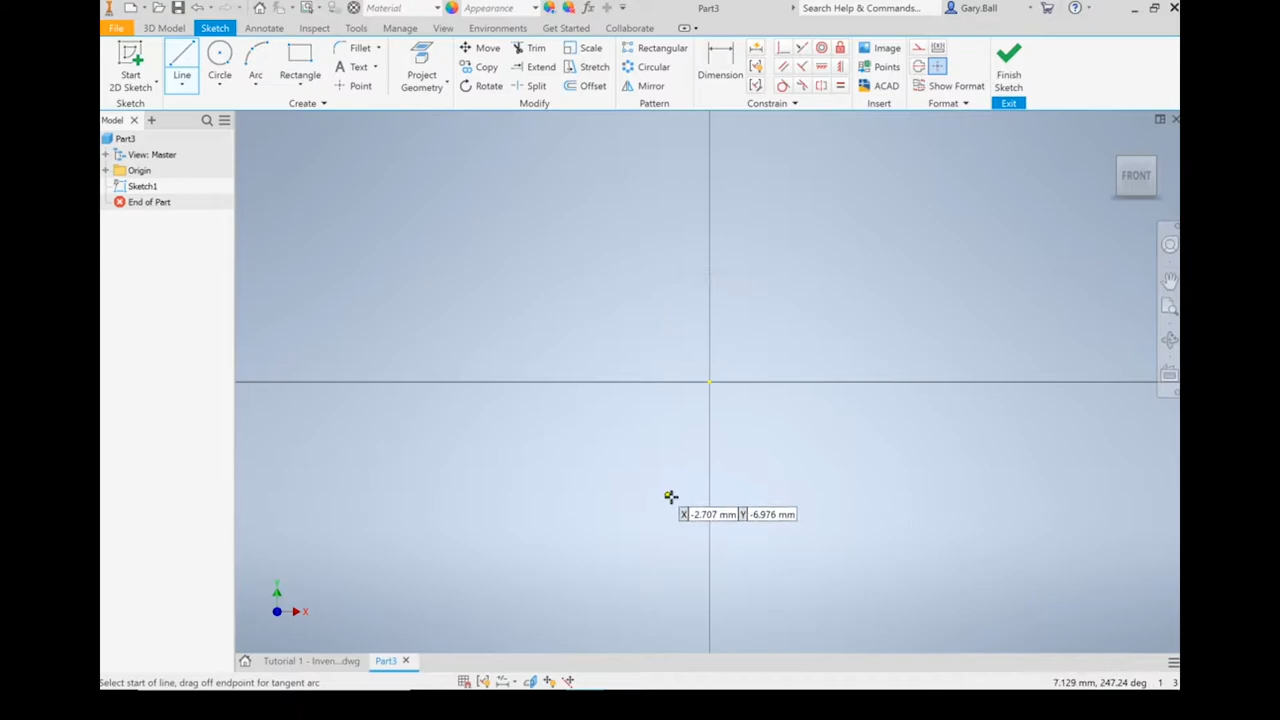 Material
Appearance
Part3
Search Help & Commands...
Gary.Ball
File 3D Model Sketch Annotate Inspect Tools Manage View Environments Get Started Collaborate
Start 2D Sketch
Line
Circle
Arc
Rectangle
Fillet
Text
Point
Project Geometry
Move
Copy
Rotate
Trim
Extend
Split
Scale
Stretch
Offset
Rectangular
Circular
Mirror
Dimension
Image
Points
ACAD
Show Format
Finish Sketch
Sketch Create Modify Pattern Constrain Insert Format Exit
Model
Part3
View: Master
Origin
Sketch1
End of Part
FRONT
X -2.707 mm Y -6.976 mm
Y
X
Tutorial 1 - Inven...dwg Part3
Select start of line, drag off endpoint for tangent arc
7.129 mm, 247.24 deg 1 3